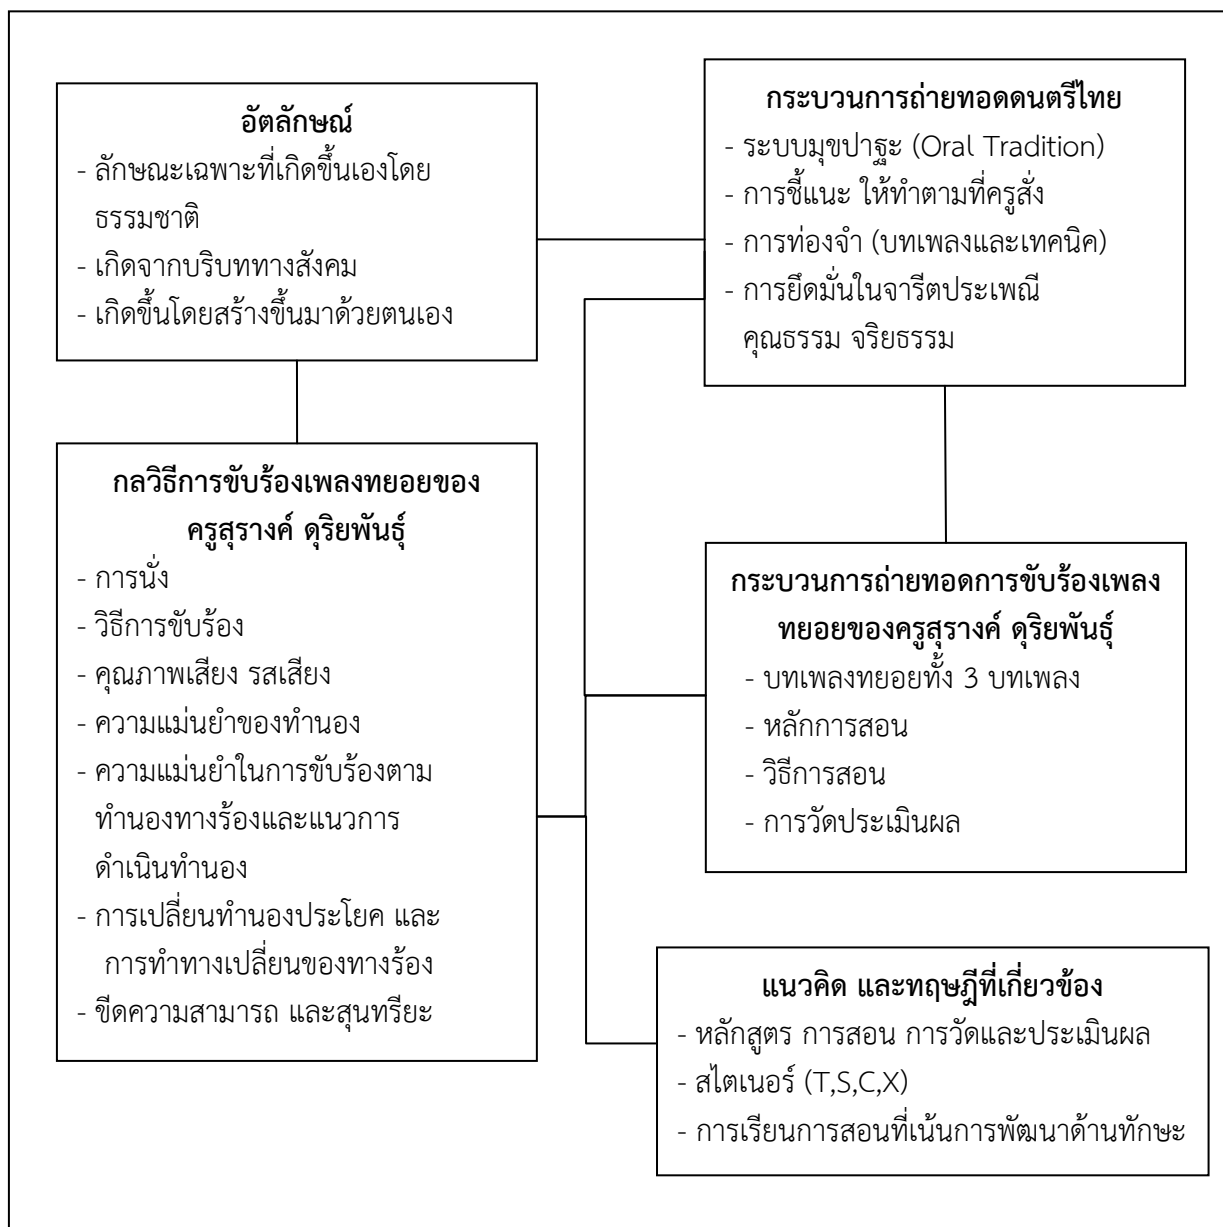 อัตลักษณ์
- ลักษณะเฉพาะที่เกิดขึ้นเองโดย
ธรรมชาติ
- เกิดจากบริบททางสังคม
- เกิดขึ้นโดยสร้างขึ้นมาด้วยตนเอง
กระบวนการถ่ายทอดดนตรีไทย
- ระบบมุขปาฐะ (Oral Tradition)
- การชี้แนะ ให้ทำตามที่ครูสั่ง
- การท่องจำ (บทเพลงและเทคนิค)
- การยึดมั่นในจารีตประเพณี
คุณธรรม จริยธรรม
กลวิธีการขับร้องเพลงทยอยของ
ครูสุรางค์ ดุริยพันธุ์
- การนั่ง
- วิธีการขับร้อง
- คุณภาพเสียง รสเสียง
- ความแม่นยำของทำนอง
- ความแม่นยำในการขับร้องตาม
ทำนองทางร้องและแนวการ
ดำเนินทำนอง
- การเปลี่ยนทำนองประโยค และ
การทำทางเปลี่ยนของทางร้อง
- ขีดความสามารถ และสุนทรียะ
กระบวนการถ่ายทอดการขับร้องเพลง
ทยอยของครูสุรางค์ ดุริยพันธุ์
- บทเพลงทยอยทั้ง 3 บทเพลง
- หลักการสอน
- วิธีการสอน
- การวัดประเมินผล
แนวคิด และทฤษฎีที่เกี่ยวข้อง
- หลักสูตร การสอน การวัดและประเมินผล
- สไตเนอร์ (T,S,C,X)
- การเรียนการสอนที่เน้นการพัฒนาด้านทักษะ